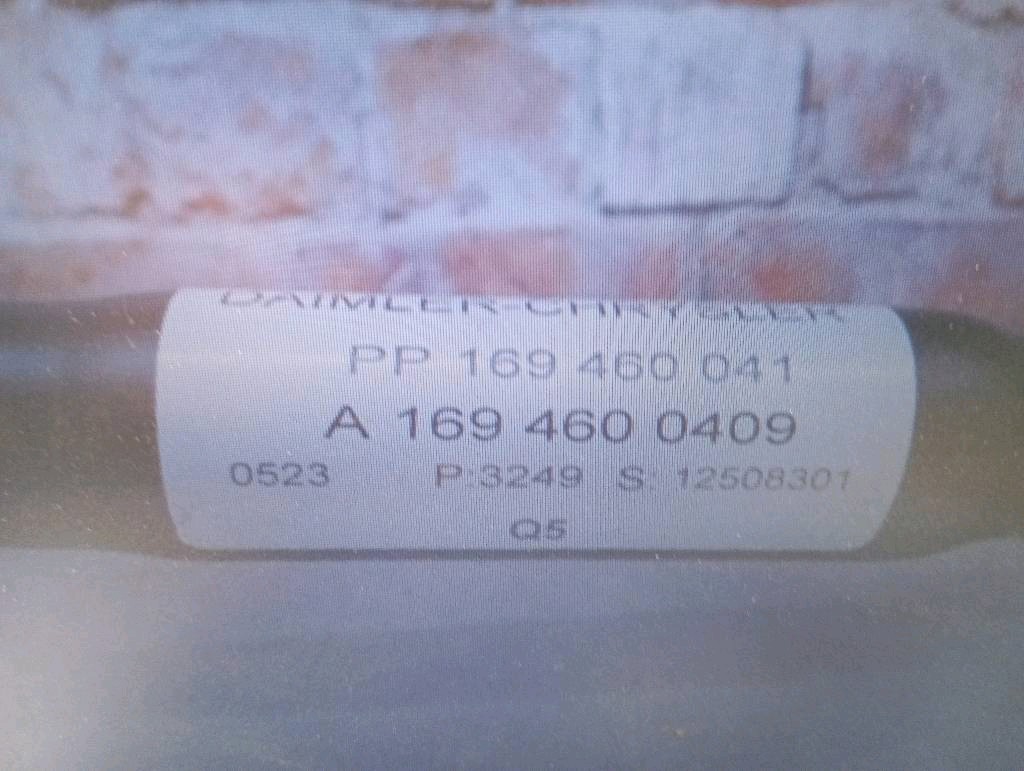 DAIMLER-CHRYSLER
PP 169 460 041
A 169 460 0409
0523 P:3249 S: 12508301
Q5